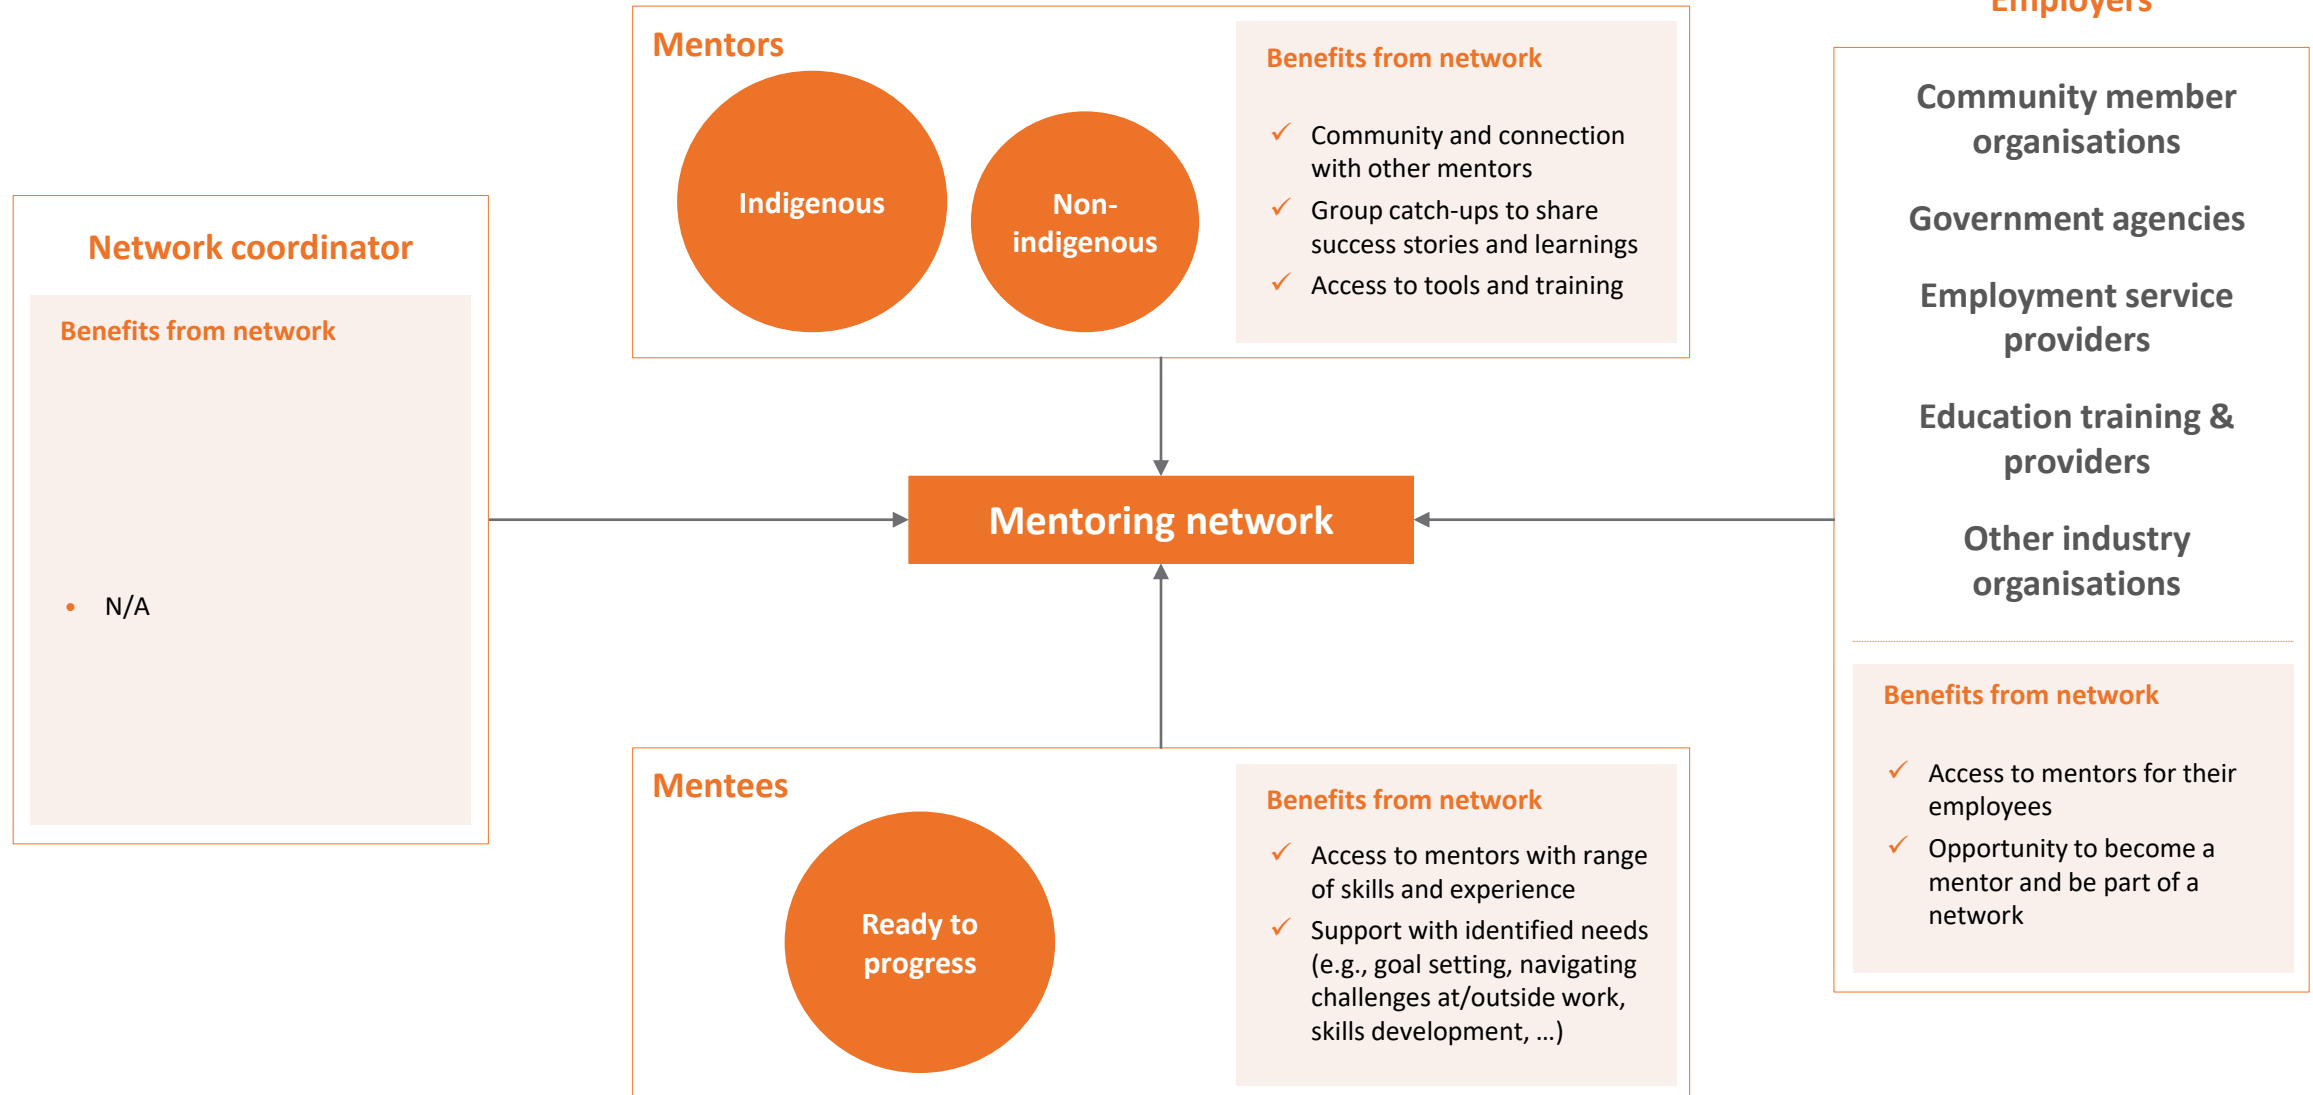 Employers
Mentors
Indigenous
Non-
indigenous
Benefits from network
✓ Community and connection
with other mentors
✓ Group catch-ups to share
success stories and learnings
✓ Access to tools and training
Network coordinator
Benefits from network
• N/A
Mentoring network
Community member
organisations
Government agencies
Employment service
providers
Education training &
providers
Other industry
organisations
Benefits from network
✓ Access to mentors for their
employees
✓ Opportunity to become a
mentor and be part of a
network
Mentees
Ready to
progress
Benefits from network
✓ Access to mentors with range
of skills and experience
✓ Support with identified needs
(e.g., goal setting, navigating
challenges at/outside work,
skills development, ...)